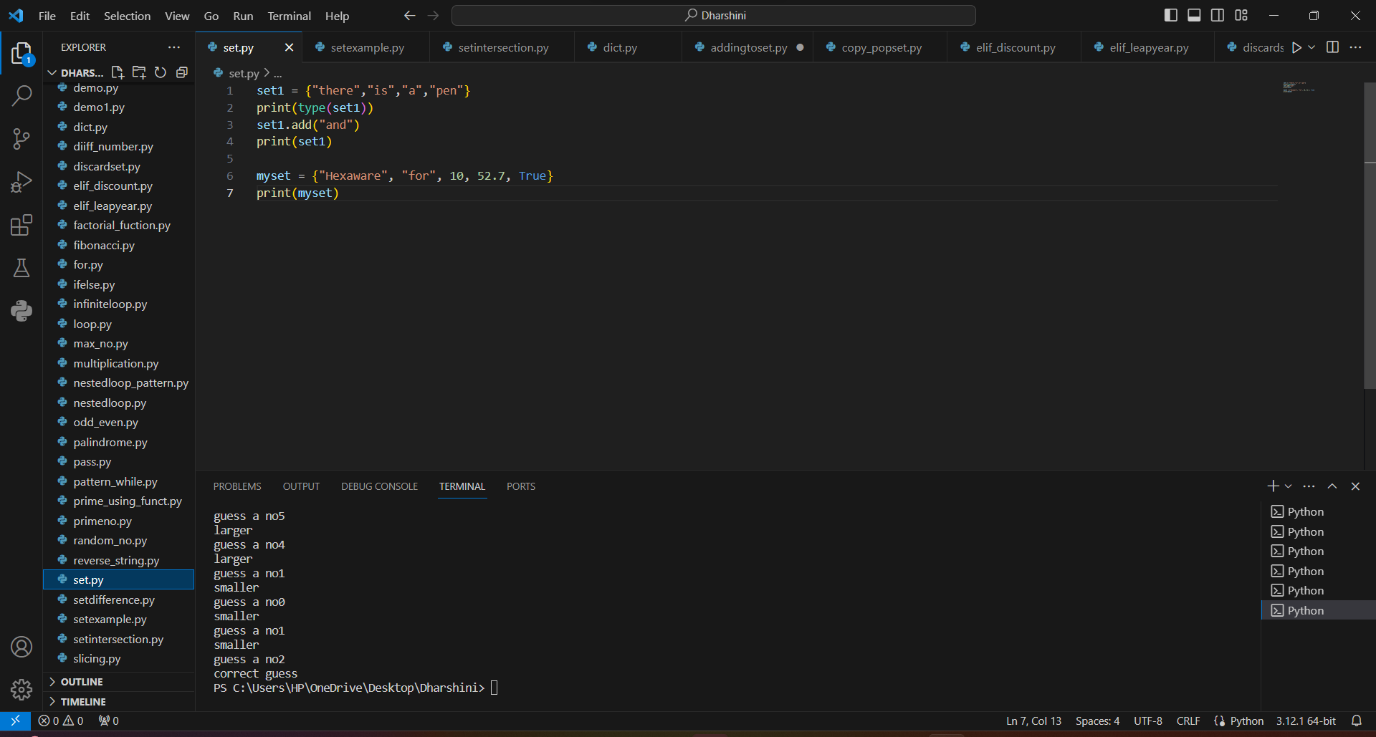 File Edit Selection View Go Run Terminal Help
Dharshini
EXPLORER
set.py
setexample.py
setintersection.py
dict.py
addingtoset.py
copy_popset.py
elif_discount.py
elif_leapyear.py
discards
1
DHARS...
demo.py
demo1.py
dict.py
diiff_number.py
discardset.py
elif_discount.py
elif_leapyear.py
factorial_fuction.py
fibonacci.py
for.py
ifelse.py
infiniteloop.py
loop.py
max_no.py
multiplication.py
nestedloop_pattern.py
nestedloop.py
odd_even.py
palindrome.py
pass.py
pattern_while.py
prime_using_funct.py
primeno.py
random_no.py
reverse_string.py
set.py
setdifference.py
setexample.py
setintersection.py
slicing.py
OUTLINE
TIMELINE
set.py > ...
1 set1 = {"there","is","a","pen"}
2 print(type(set1))
3 set1.add("and")
4 print(set1)
5
6 myset = {"Hexaware", "for", 10, 52.7, True}
7 print(myset)
PROBLEMS OUTPUT DEBUG CONSOLE TERMINAL PORTS
guess a no5
larger
guess a no4
larger
guess a no1
smaller
guess a no0
smaller
guess a no1
smaller
guess a no2
correct guess
PS C:\Users\HP\OneDrive\Desktop\Dharshini>
Python
Python
Python
Python
Python
Python
0 0 0
Ln 7, Col 13 Spaces: 4 UTF-8 CRLF Python 3.12.1 64-bit